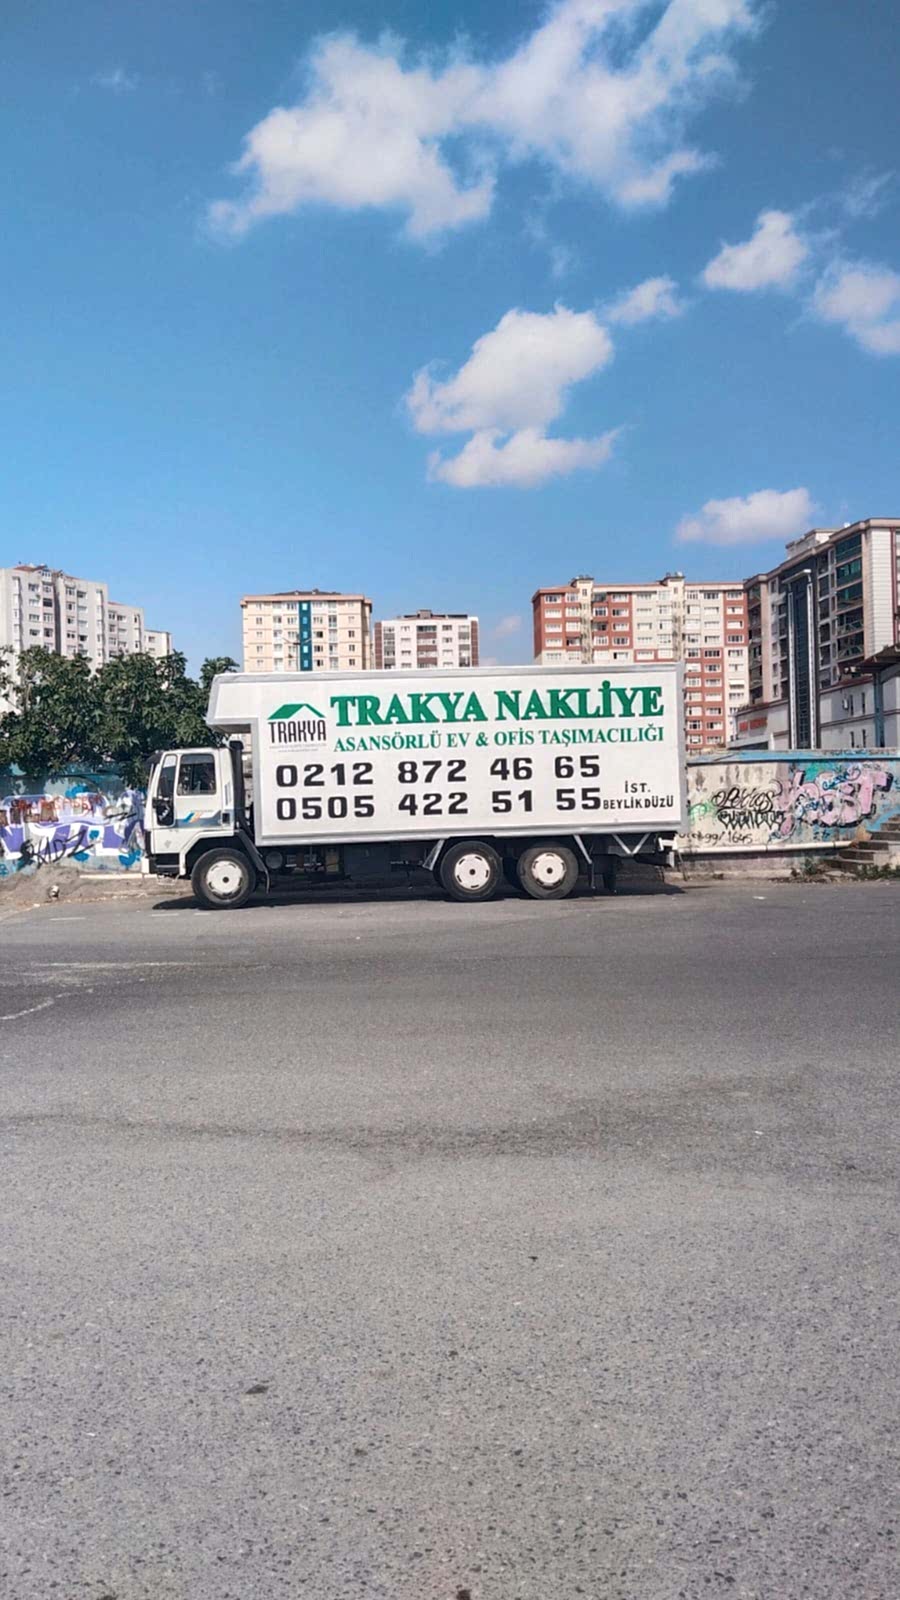 TRAKYA NAKLİYE
TRAKYA
ASANSÖRLÜ EV & OFİS TAŞIMACILIĞI
0212 872 46 65
0505 422 51 55
İST.
BEYLİKDÜZÜ